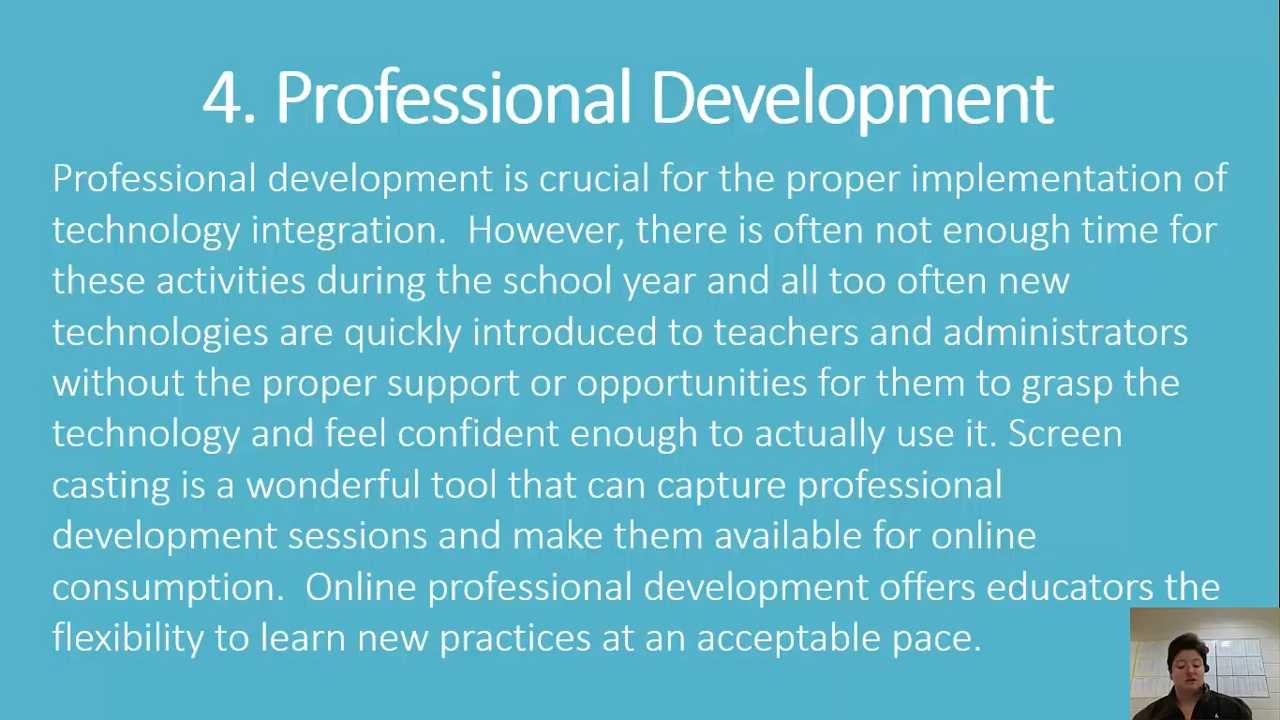 4. Professional Development
Professional development is crucial for the proper implementation of
technology integration.  However, there is often not enough time for
these activities during the school year and all too often new
technologies are quickly introduced to teachers and administrators
without the proper support or opportunities for them to grasp the
technology and feel confident enough to actually use it. Screen
casting is a wonderful tool that can capture professional
development sessions and make them available for online
consumption.  Online professional development offers educators the
flexibility to learn new practices at an acceptable pace.